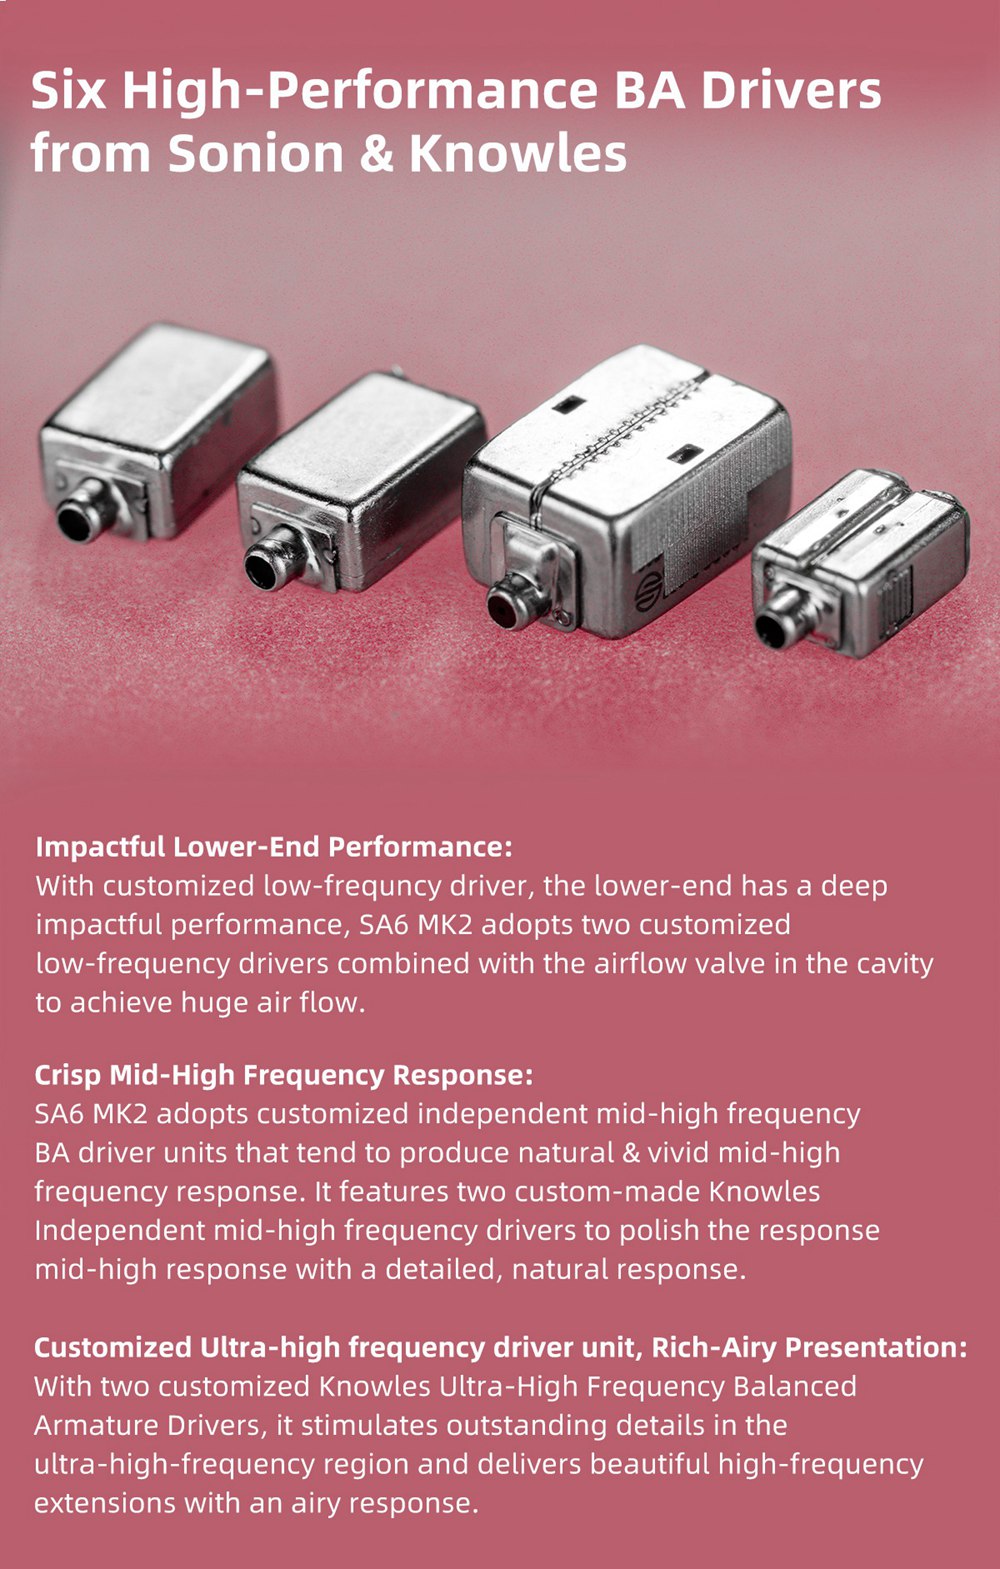 Six High-Performance BA Drivers
from Sonion & Knowles
Impactful Lower-End Performance:
With customized low-frequncy driver, the lower-end has a deep
impactful performance, SA6 MK2 adopts two customized
low-frequency drivers combined with the airflow valve in the cavity
to achieve huge air flow.
Crisp Mid-High Frequency Response:
SA6 MK2 adopts customized independent mid-high frequency
BA driver units that tend to produce natural & vivid mid-high
frequency response. It features two custom-made Knowles
Independent mid-high frequency drivers to polish the response
mid-high response with a detailed, natural response.
Customized Ultra-high frequency driver unit, Rich-Airy Presentation:
With two customized Knowles Ultra-High Frequency Balanced
Armature Drivers, it stimulates outstanding details in the
ultra-high-frequency region and delivers beautiful high-frequency
extensions with an airy response.